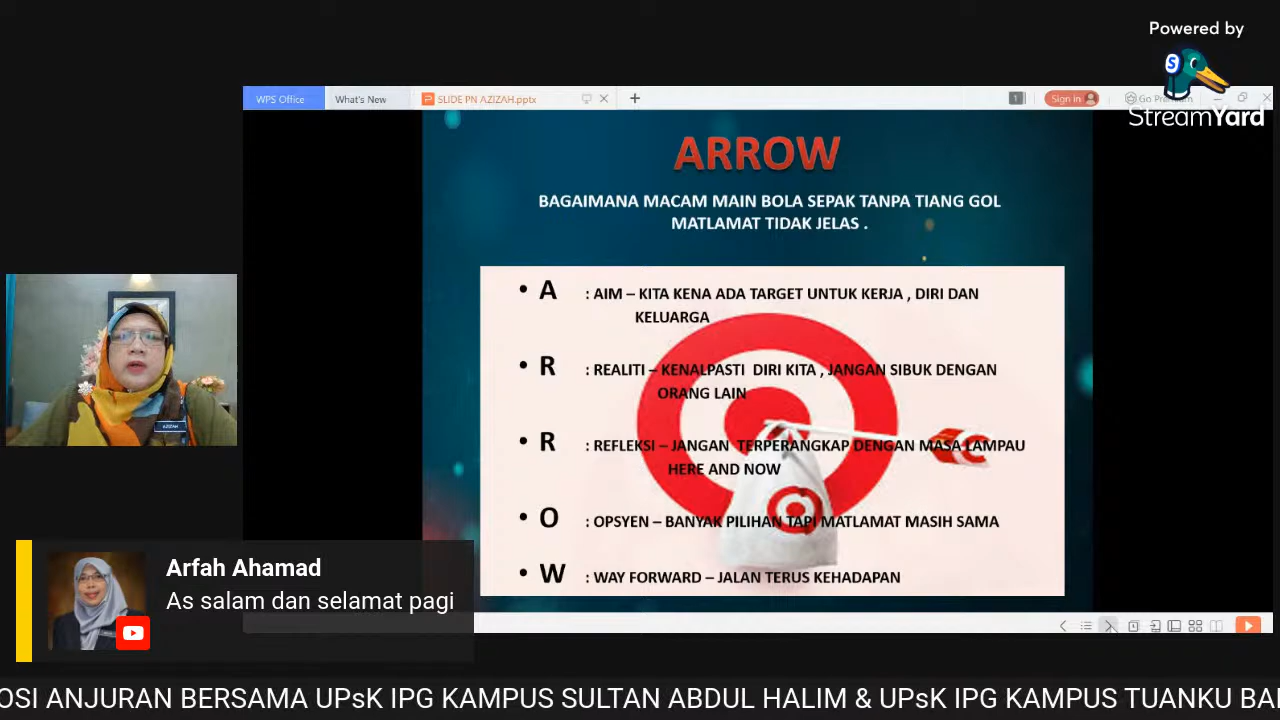 Powered by
StreamYard
WPS Office
What's New
SLIDE PN AZIZAH.pptx
Sign in
Go Premium
ARROW
BAGAIMANA MACAM MAIN BOLA SEPAK TANPA TIANG GOL
MATLAMAT TIDAK JELAS .
• A : AIM – KITA KENA ADA TARGET UNTUK KERJA , DIRI DAN
KELUARGA
• R : REALITI – KENALPASTI DIRI KITA , JANGAN SIBUK DENGAN
ORANG LAIN
• R : REFLEKSI – JANGAN TERPERANGKAP DENGAN MASA LAMPAU
HERE AND NOW
• O : OPSYEN – BANYAK PILIHAN TAPI MATLAMAT MASIH SAMA
• W : WAY FORWARD – JALAN TERUS KEHADAPAN
AZIZAH
Arfah Ahamad
As salam dan selamat pagi
OSI ANJURAN BERSAMA UPsK IPG KAMPUS SULTAN ABDUL HALIM & UPsK IPG KAMPUS TUANKU BA